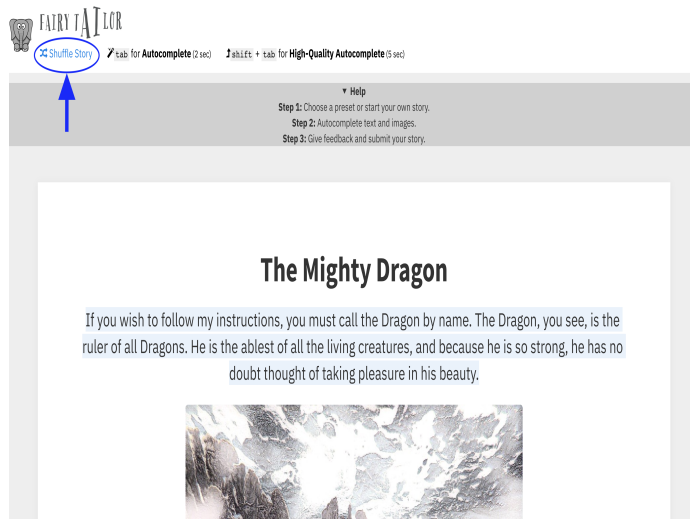 FAIRY TAILOR
Shuffle Story tab for Autocomplete (2 sec) shift + tab for High-Quality Autocomplete (5 sec)
▼ Help
Step 1: Choose a preset or start your own story.
Step 2: Autocomplete text and images.
Step 3: Give feedback and submit your story.
The Mighty Dragon
If you wish to follow my instructions, you must call the Dragon by name. The Dragon, you see, is the
ruler of all Dragons. He is the ablest of all the living creatures, and because he is so strong, he has no
doubt thought of taking pleasure in his beauty.